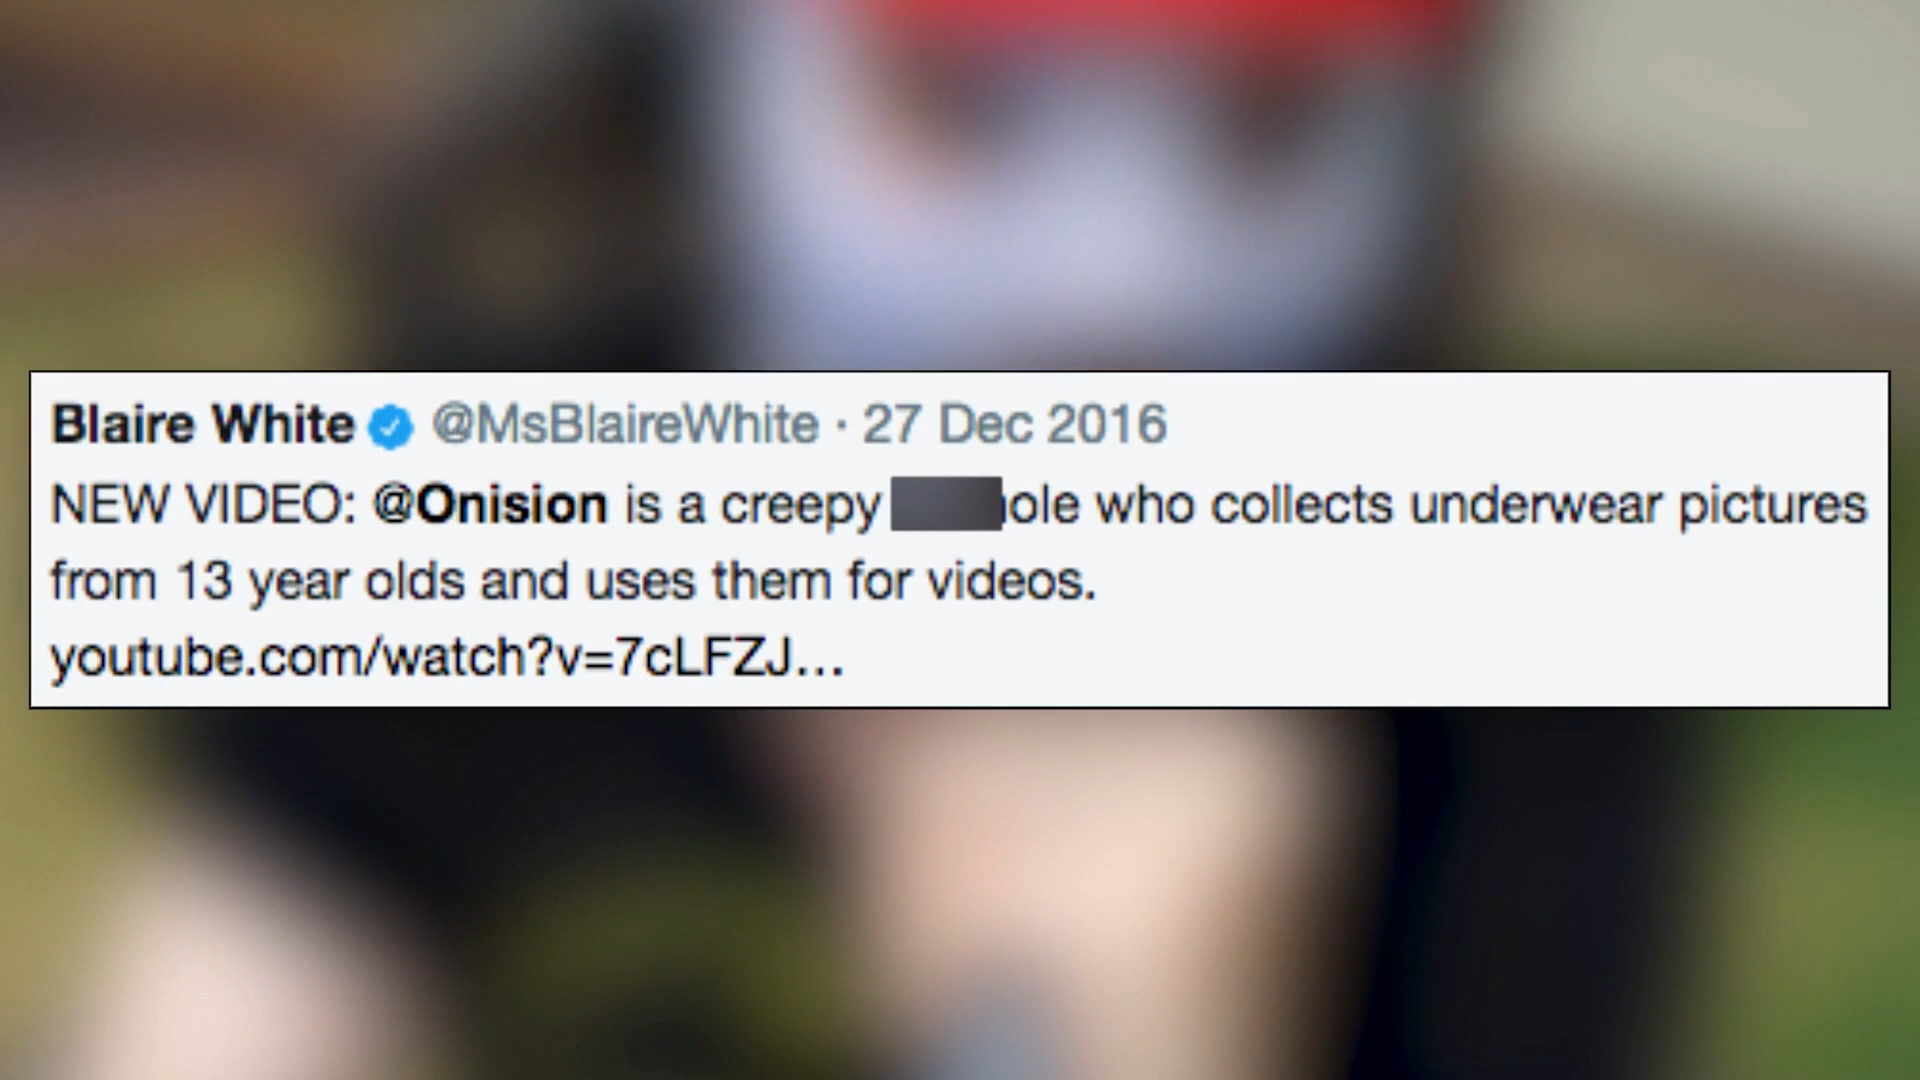 Blaire White @MsBlaireWhite · 27 Dec 2016
NEW VIDEO: @Onision is a creepy ole who collects underwear pictures
from 13 year olds and uses them for videos.
youtube.com/watch?v=7cLFZJ...